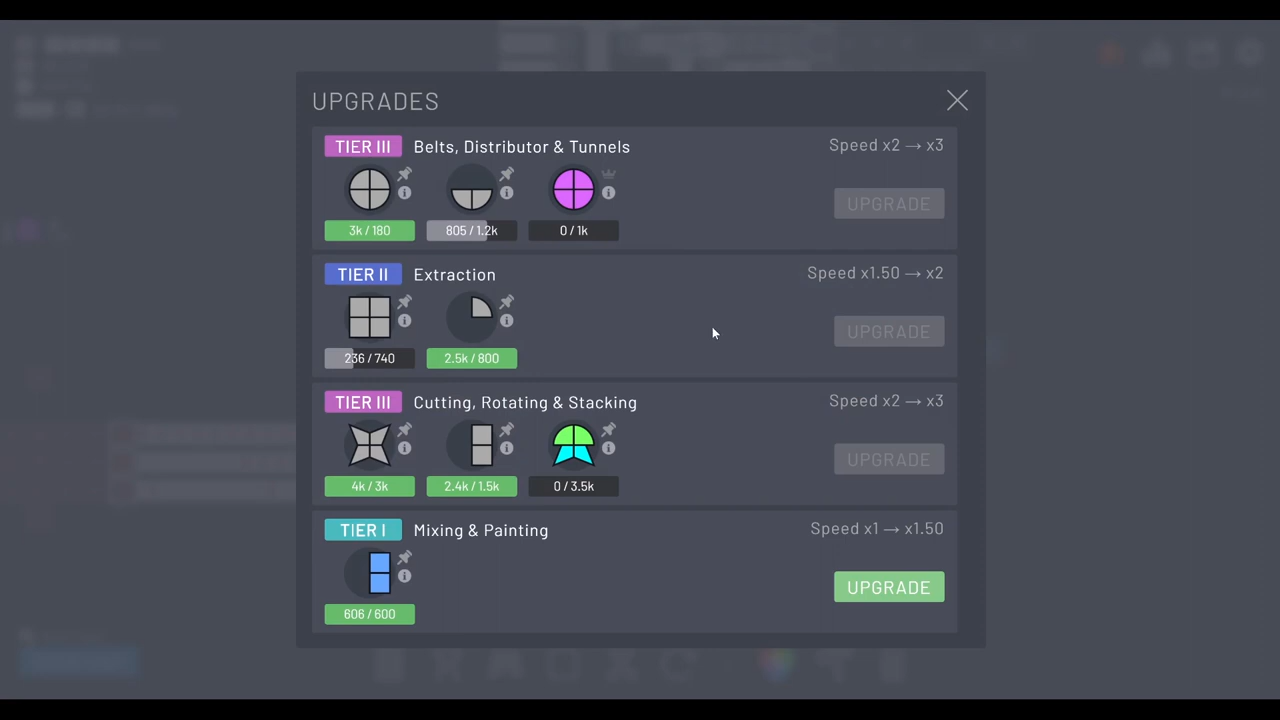 UPGRADES
TIER III Belts, Distributor & Tunnels Speed x2 → x3
UPGRADE
3k / 180 805 / 1.2k 0 / 1k
TIER II Extraction Speed x1.50 → x2
UPGRADE
236 / 740 2.5k / 800
TIER III Cutting, Rotating & Stacking Speed x2 → x3
UPGRADE
4k / 3k 2.4k / 1.5k 0 / 3.5k
TIER I Mixing & Painting Speed x1 → x1.50
UPGRADE
606 / 600